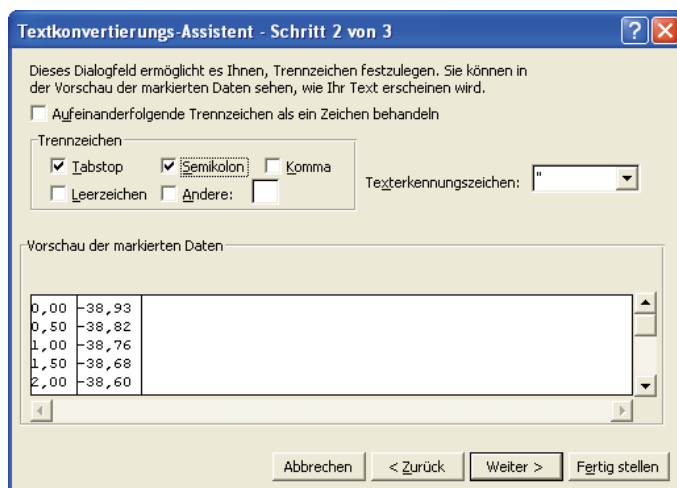 Textkonvertierungs-Assistent - Schritt 2 von 3
Dieses Dialogfeld ermöglicht es Ihnen, Trennzeichen festzulegen. Sie können in
der Vorschau der markierten Daten sehen, wie Ihr Text erscheinen wird.
Aufeinanderfolgende Trennzeichen als ein Zeichen behandeln
Trennzeichen
Tabstop Semikolon Komma
Leerzeichen Andere:
Texterkennungszeichen: "
Vorschau der markierten Daten
0,00 -38,93
0,50 -38,82
1,00 -38,76
1,50 -38,68
2,00 -38,60
Abbrechen < Zurück Weiter > Fertig stellen